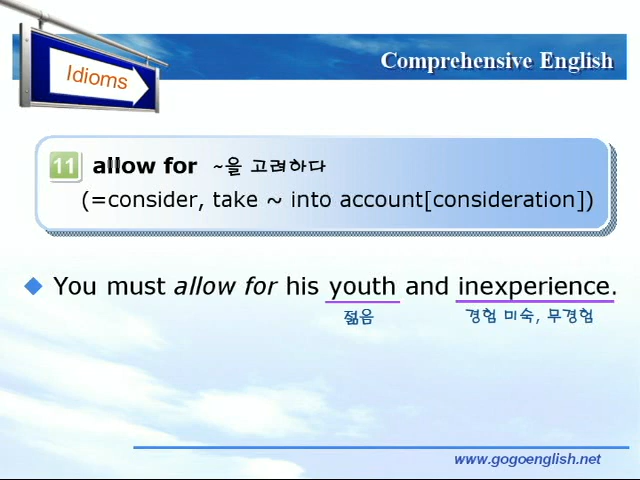 Idioms
Comprehensive English
11 allow for ~을 고려하다
(=consider, take ~ into account[consideration])
You must allow for his youth and inexperience.
젊음 경험 미숙, 무경험
www.gogoenglish.net